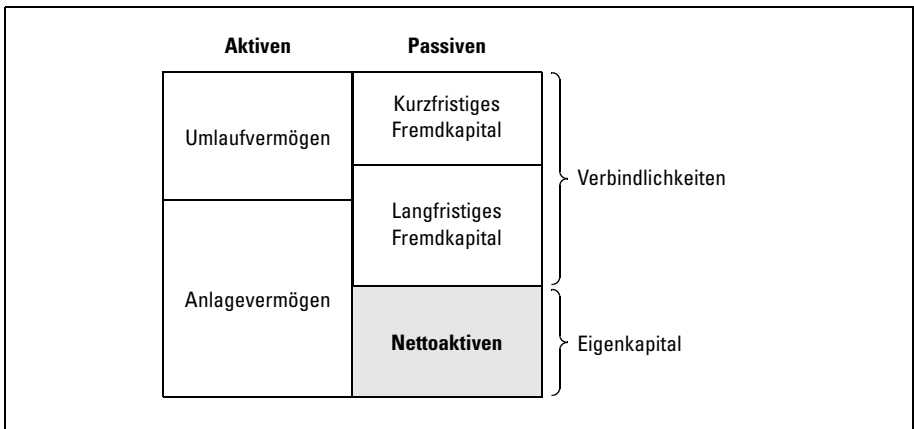 Aktiven
Passiven
Umlaufvermögen
Kurzfristiges
Fremdkapital
Verbindlichkeiten
Langfristiges
Fremdkapital
Anlagevermögen
Nettoaktiven
Eigenkapital